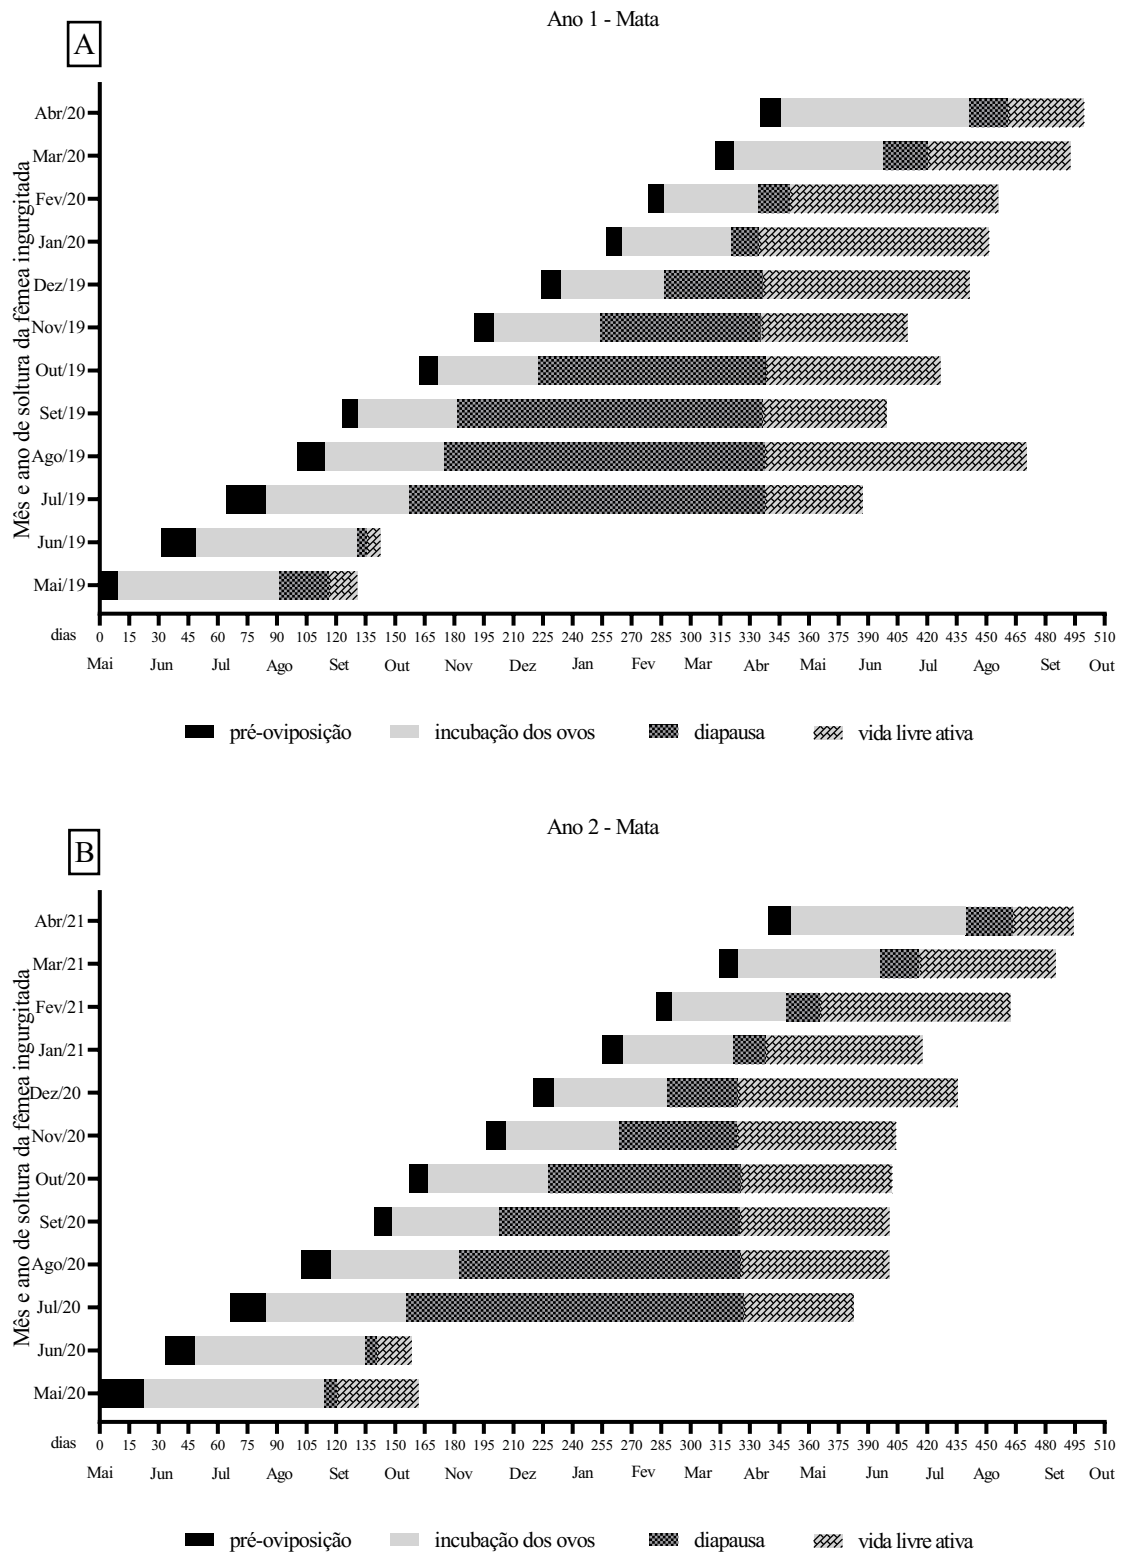 Ano 1 - Mata
A
Mês e ano de soltura da fêmea ingurgitada
Abr/20
Mar/20
Fev/20
Jan/20
Dez/19
Nov/19
Out/19
Set/19
Ago/19
Jul/19
Jun/19
Mai/19
dias 0 15 30 45 60 75 90 105 120 135 150 165 180 195 210 225 240 255 270 285 300 315 330 345 360 375 390 405 420 435 450 465 480 495 510
Mai Jun Jul Ago Set Out Nov Dez Jan Fev Mar Abr Mai Jun Jul Ago Set Out
pré-oviposição incubação dos ovos diapausa vida livre ativa
Ano 2 - Mata
B
Mês e ano de soltura da fêmea ingurgitada
Abr/21
Mar/21
Fev/21
Jan/21
Dez/20
Nov/20
Out/20
Set/20
Ago/20
Jul/20
Jun/20
Mai/20
dias 0 15 30 45 60 75 90 105 120 135 150 165 180 195 210 225 240 255 270 285 300 315 330 345 360 375 390 405 420 435 450 465 480 495 510
Mai Jun Jul Ago Set Out Nov Dez Jan Fev Mar Abr Mai Jun Jul Ago Set Out
pré-oviposição incubação dos ovos diapausa vida livre ativa